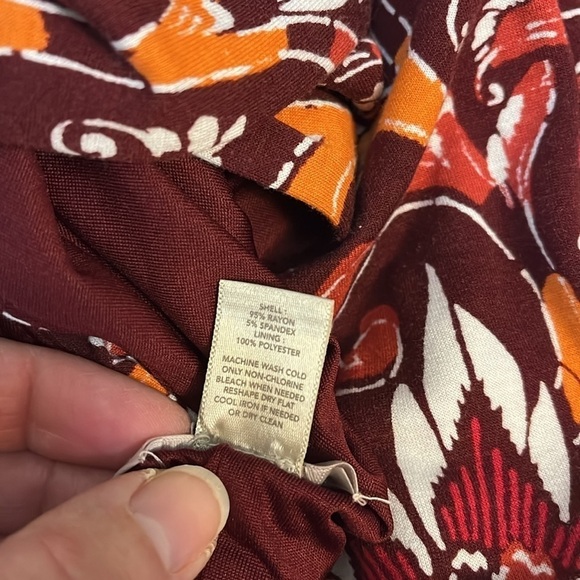 SHELL :
95% RAYON
5% SPANDEX
LINING :
100% POLYESTER
MACHINE WASH COLD
ONLY NON-CHLORINE
BLEACH WHEN NEEDED
RESHAPE DRY FLAT
COOL IRON IF NEEDED
OR DRY CLEAN